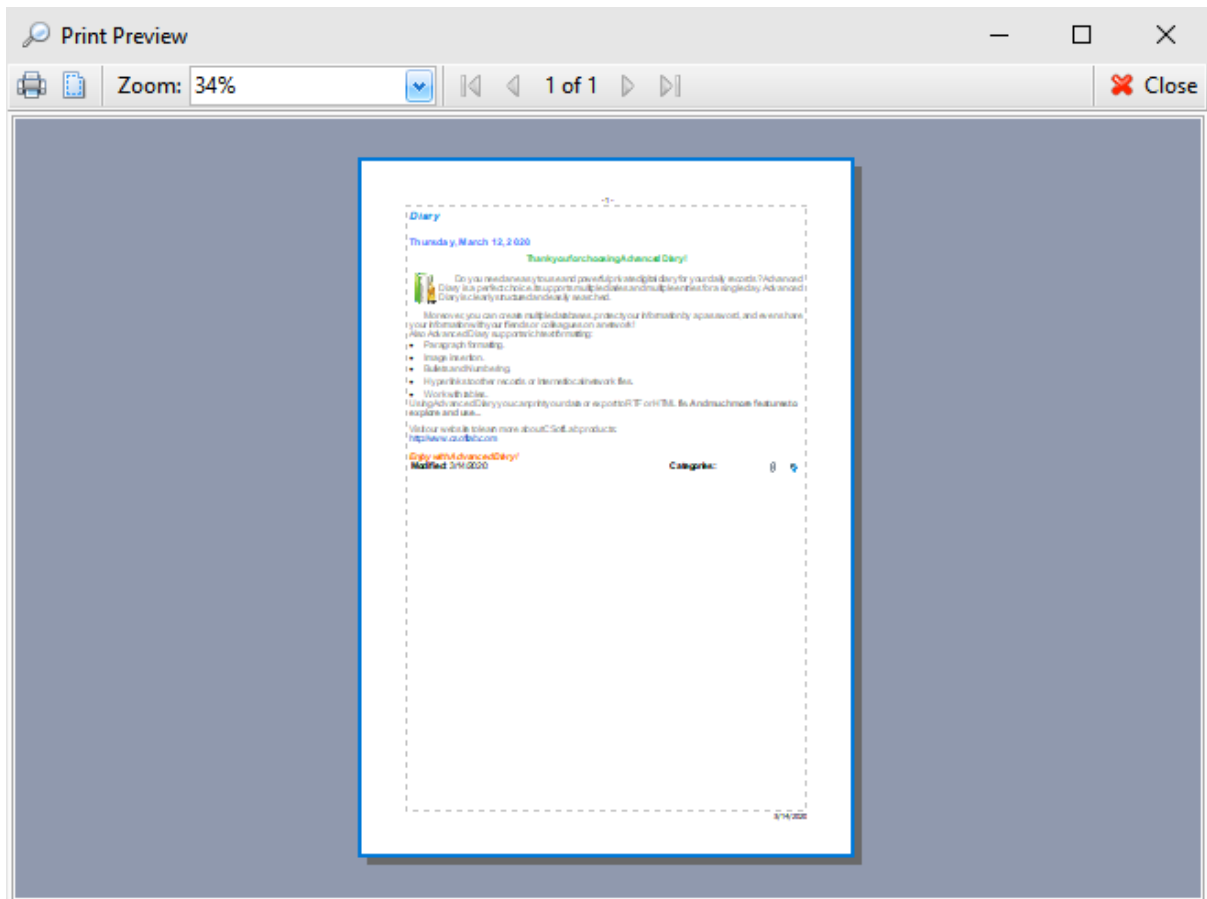 Print Preview
Zoom: 34% 1 of 1 Close
-1-
Diary
Thursday, March 12, 2020
Thank you for choosing Advanced Diary!
Do you need an easy to use and powerful private digital diary for your daily records? Advanced
Diary is a perfect choice. It supports multiple diaries and multiple entries for a single day. Advanced
Diary is clearly structured and easily searched.
Moreover, you can create multiple databases, protect your information by a password, and even share
your information with your friends or colleagues on a network!
Also Advanced Diary supports rich text formatting:
• Paragraph formatting.
• Image insertion.
• Bullets and Numbering.
• Hyperlinks to other records or Internet local network files.
• Work with tables.
Using Advanced Diary you can print your data or export to RTF or HTML file. And much more features to
explore and use...
Visit our website to learn more about CSoftLab products:
http://www.csoftlab.com
Enjoy with Advanced Diary!
Modified: 3/14/2020 Categories:
3/14/2020